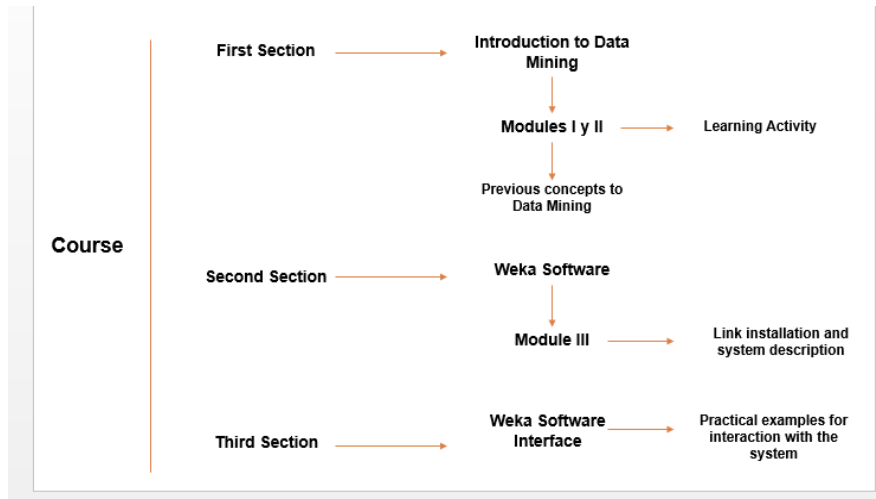 First Section
Introduction to Data
Mining
Modules I y II
Learning Activity
Previous concepts to
Data Mining
Course
Second Section
Weka Software
Module III
Link installation and
system description
Third Section
Weka Software
Interface
Practical examples for
interaction with the
system